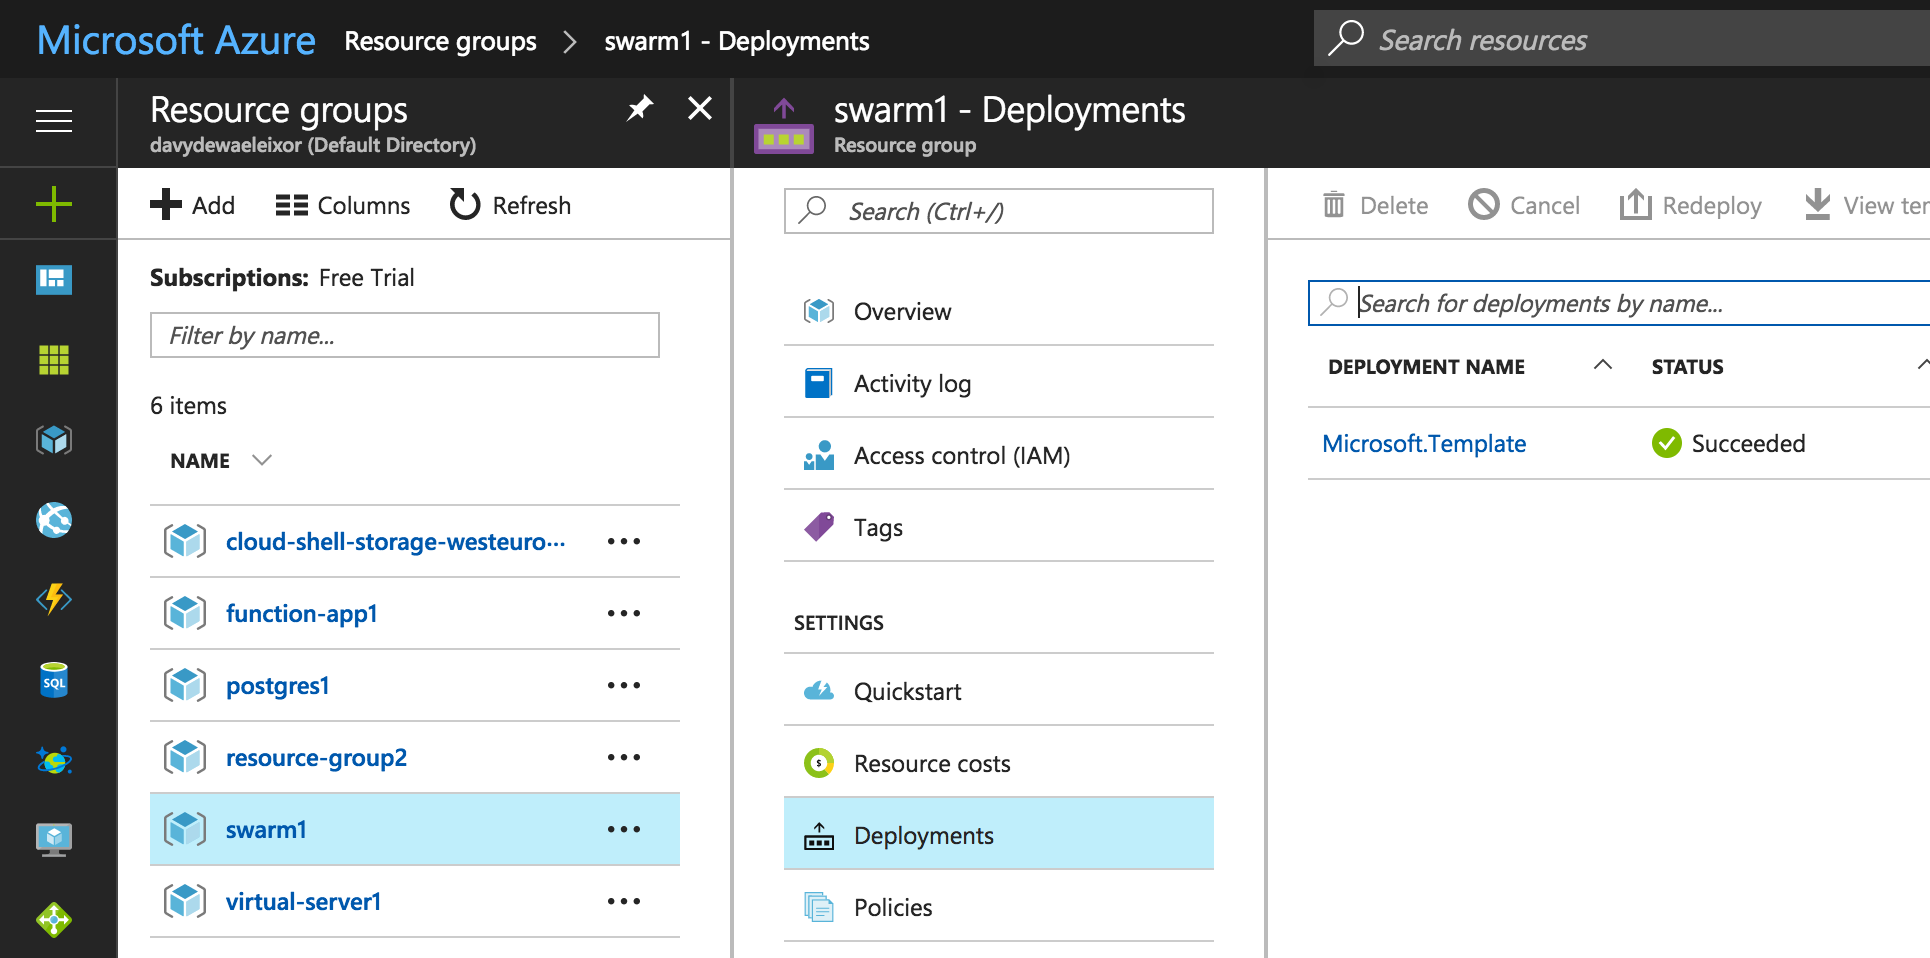 Microsoft Azure Resource groups > swarm1 - Deployments
Search resources
Resource groups
davydewaeleixor (Default Directory)
Add Columns Refresh
Subscriptions: Free Trial
Filter by name...
6 items
NAME
cloud-shell-storage-westeuro...
function-app1
postgres1
resource-group2
swarm1
virtual-server1
swarm1 - Deployments
Resource group
Search (Ctrl+/)
Overview
Activity log
Access control (IAM)
Tags
SETTINGS
Quickstart
Resource costs
Deployments
Policies
Delete Cancel Redeploy View ter
Search for deployments by name...
DEPLOYMENT NAME STATUS
Microsoft.Template Succeeded
SQL